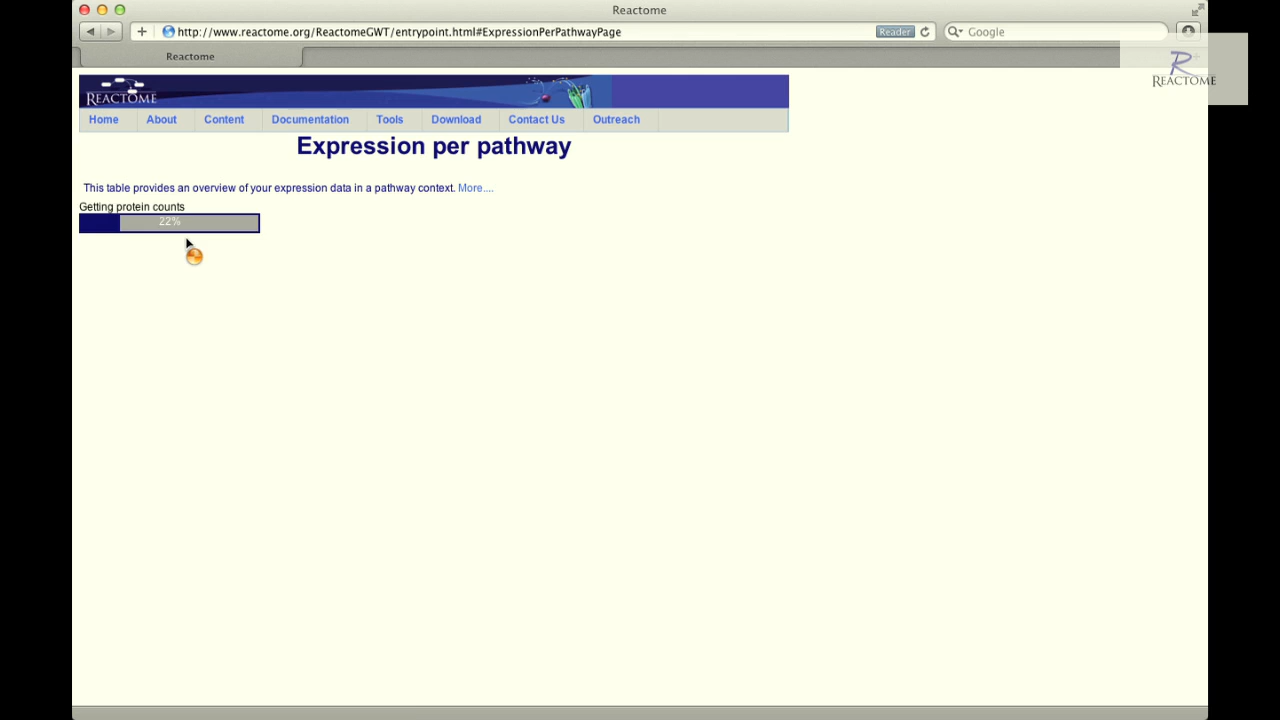 Reactome
http://www.reactome.org/ReactomeGWT/entrypoint.html#ExpressionPerPathwayPage
Reader
Google
Reactome
R
REACTOME
REACTOME
Home About Content Documentation Tools Download Contact Us Outreach
Expression per pathway
This table provides an overview of your expression data in a pathway context. More....
Getting protein counts
22%